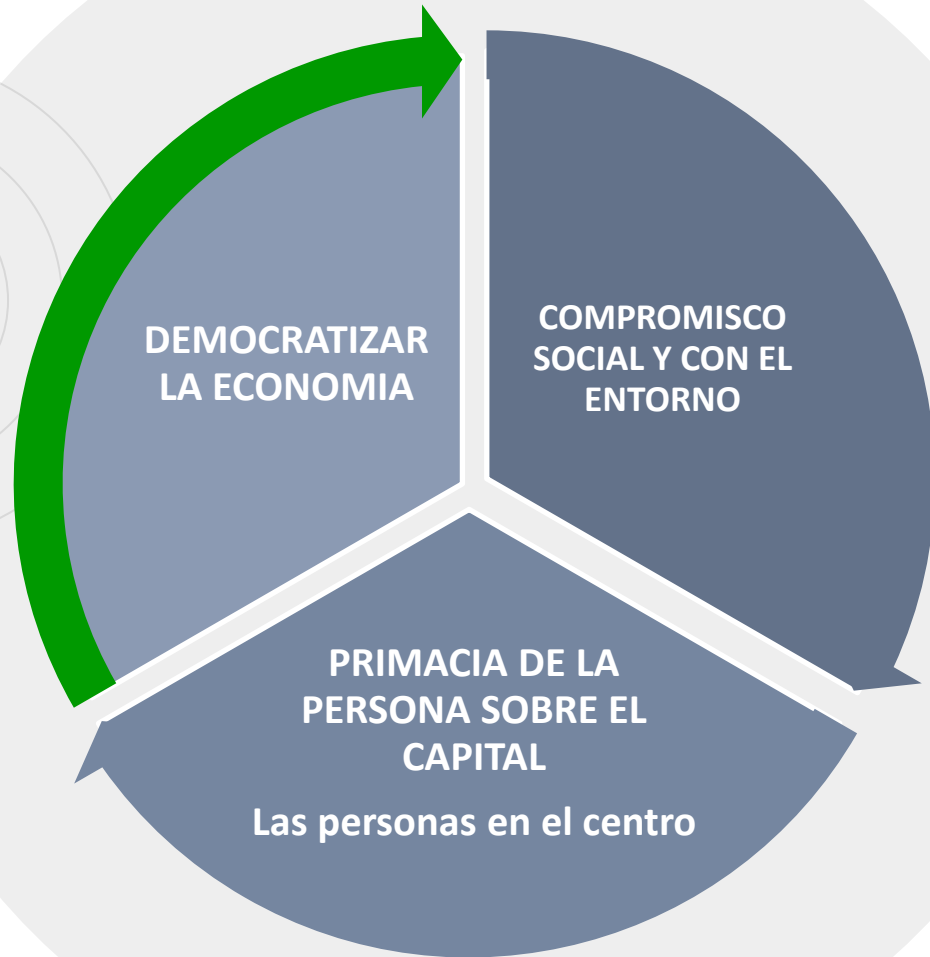 DEMOCRATIZAR
LA ECONOMIA
COMPROMISCO
SOCIAL Y CON EL
ENTORNO
PRIMACIA DE LA
PERSONA SOBRE EL
CAPITAL
Las personas en el centro